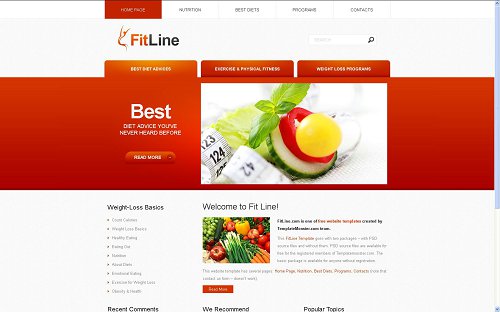 HOME PAGE
NUTRITION
BEST DIETS
PROGRAMS
CONTACTS
FitLine
SEARCH
BEST DIET ADVICES
EXERCISE & PHYSICAL FITNESS
WEIGHT LOSS PROGRAMS
Best
DIET ADVICE YOU'VE
NEVER HEARD BEFORE
READ MORE
Weight-Loss Basics
Count Calories
Weight Loss Basics
Healthy Eating
Eating Out
Nutrition
About Diets
Emotional Eating
Exercise for Weight Loss
Obesity & Health
Welcome to Fit Line!
FitLine.com is one of free website templates created by
TemplateMonster.com team.
This FitLine Template goes with two packages – with PSD
source files and without them. PSD source files are available for
free for the registered members of TemplateMonster.com. The
basic package is available for anyone without registration.
This website template has several pages: Home Page, Nutrition, Best Diets, Programs, Contacts (note that
contact us form – doesn't work).
Read More
Recent Comments
We Recommend
Popular Topics